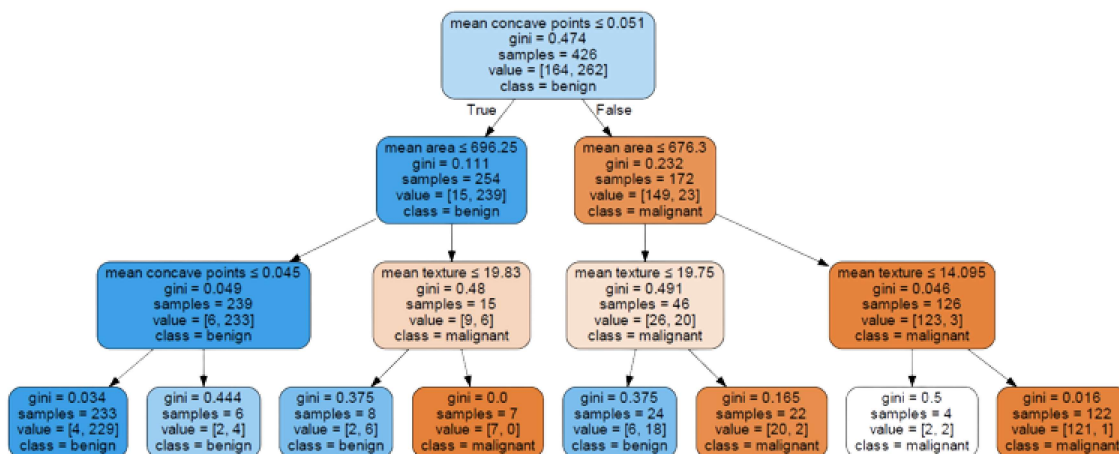 mean concave points ≤ 0.051
gini = 0.474
samples = 426
value = [164, 262]
class = benign
True
False
mean area ≤ 696.25
gini = 0.111
samples = 254
value = [15, 239]
class = benign
mean area ≤ 676.3
gini = 0.232
samples = 172
value = [149, 23]
class = malignant
mean concave points ≤ 0.045
gini = 0.049
samples = 239
value = [6, 233]
class = benign
mean texture ≤ 19.83
gini = 0.48
samples = 15
value = [9, 6]
class = malignant
mean texture ≤ 19.75
gini = 0.491
samples = 46
value = [26, 20]
class = malignant
mean texture ≤ 14.095
gini = 0.046
samples = 126
value = [123, 3]
class = malignant
gini = 0.034
samples = 233
value = [4, 229]
class = benign
gini = 0.444
samples = 6
value = [2, 4]
class = benign
gini = 0.375
samples = 8
value = [2, 6]
class = benign
gini = 0.0
samples = 7
value = [7, 0]
class = malignant
gini = 0.375
samples = 24
value = [6, 18]
class = benign
gini = 0.165
samples = 22
value = [20, 2]
class = malignant
gini = 0.5
samples = 4
value = [2, 2]
class = malignant
gini = 0.016
samples = 122
value = [121, 1]
class = malignant